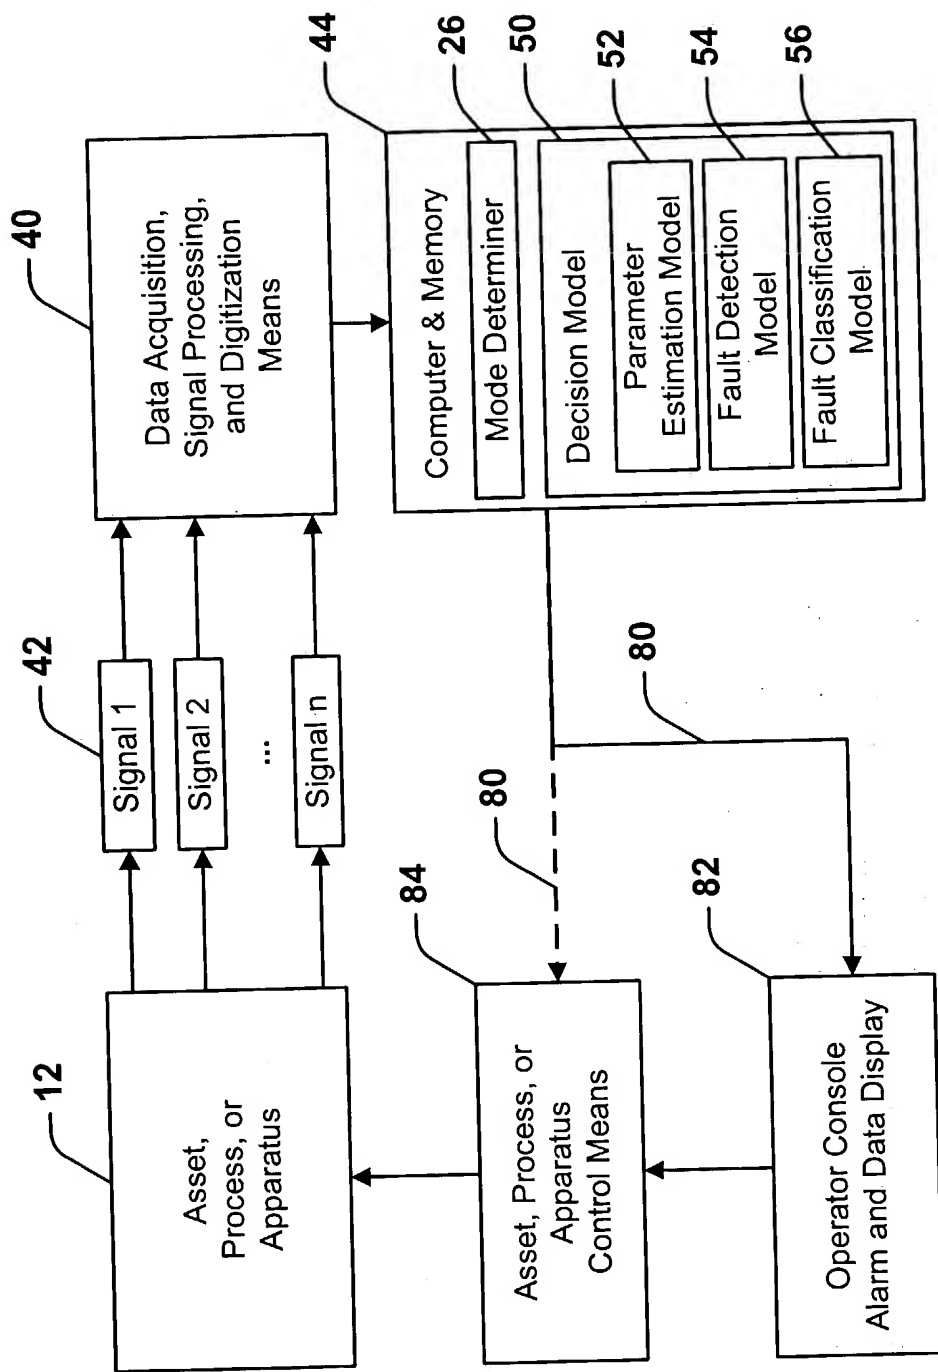 12
Asset,
Process, or
Apparatus
42
Signal 1
Signal 2
...
Signal n
40
Data Acquisition,
Signal Processing,
and Digitization
Means
84
Asset, Process, or
Apparatus
Control Means
80
44
Computer & Memory
26
Mode Determiner
50
Decision Model
52
Parameter
Estimation Model
54
Fault Detection
Model
56
Fault Classification
Model
82
Operator Console
Alarm and Data Display
80